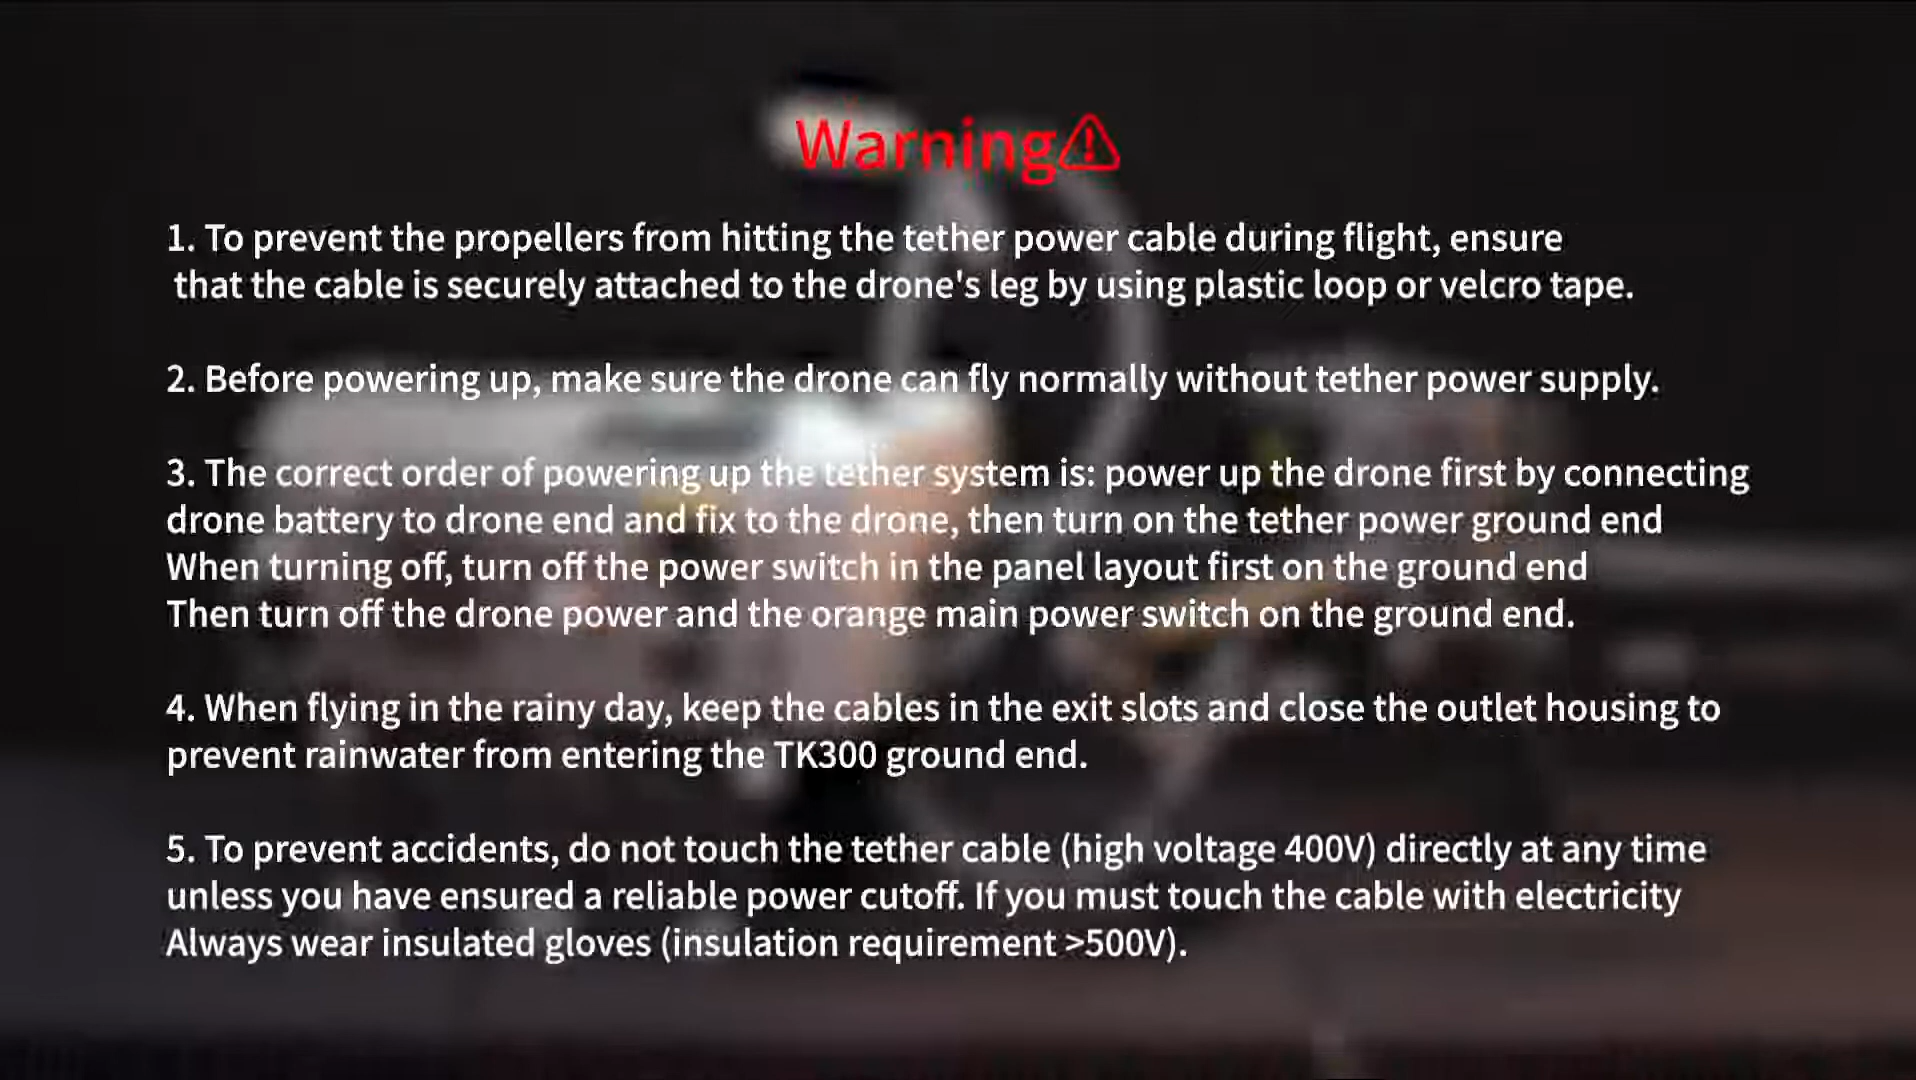 Warning⚠
1. To prevent the propellers from hitting the tether power cable during flight, ensure
that the cable is securely attached to the drone's leg by using plastic loop or velcro tape.
2. Before powering up, make sure the drone can fly normally without tether power supply.
3. The correct order of powering up the tether system is: power up the drone first by connecting
drone battery to drone end and fix to the drone, then turn on the tether power ground end
When turning off, turn off the power switch in the panel layout first on the ground end
Then turn off the drone power and the orange main power switch on the ground end.
4. When flying in the rainy day, keep the cables in the exit slots and close the outlet housing to
prevent rainwater from entering the TK300 ground end.
5. To prevent accidents, do not touch the tether cable (high voltage 400V) directly at any time
unless you have ensured a reliable power cutoff. If you must touch the cable with electricity
Always wear insulated gloves (insulation requirement >500V).